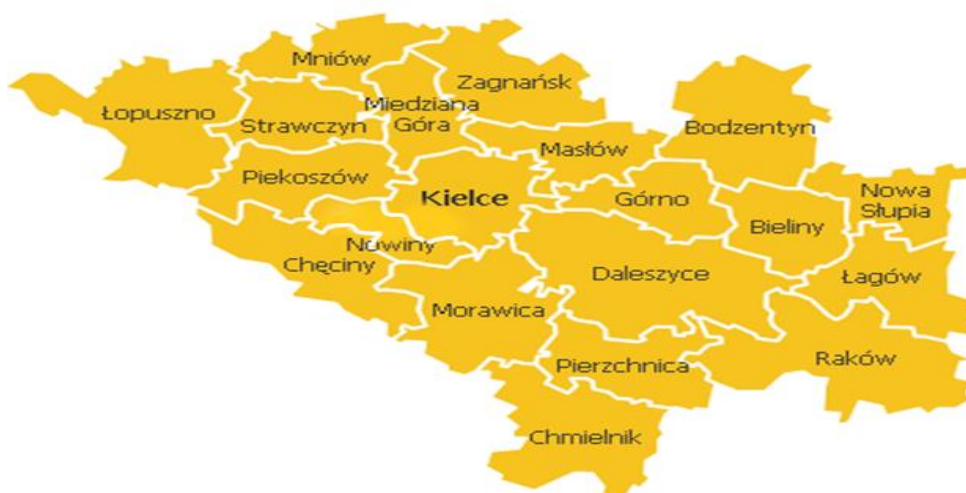 Mniów
Zagnańsk
Łopuszno
Miedziana
Góra
Strawczyn
Bodzentyn
Masłów
Piekoszów
Kielce
Górno
Nowa
Słupia
Bieliny
Nowiny
Chęciny
Daleszyce
Łagów
Morawica
Pierzchnica
Raków
Chmielnik